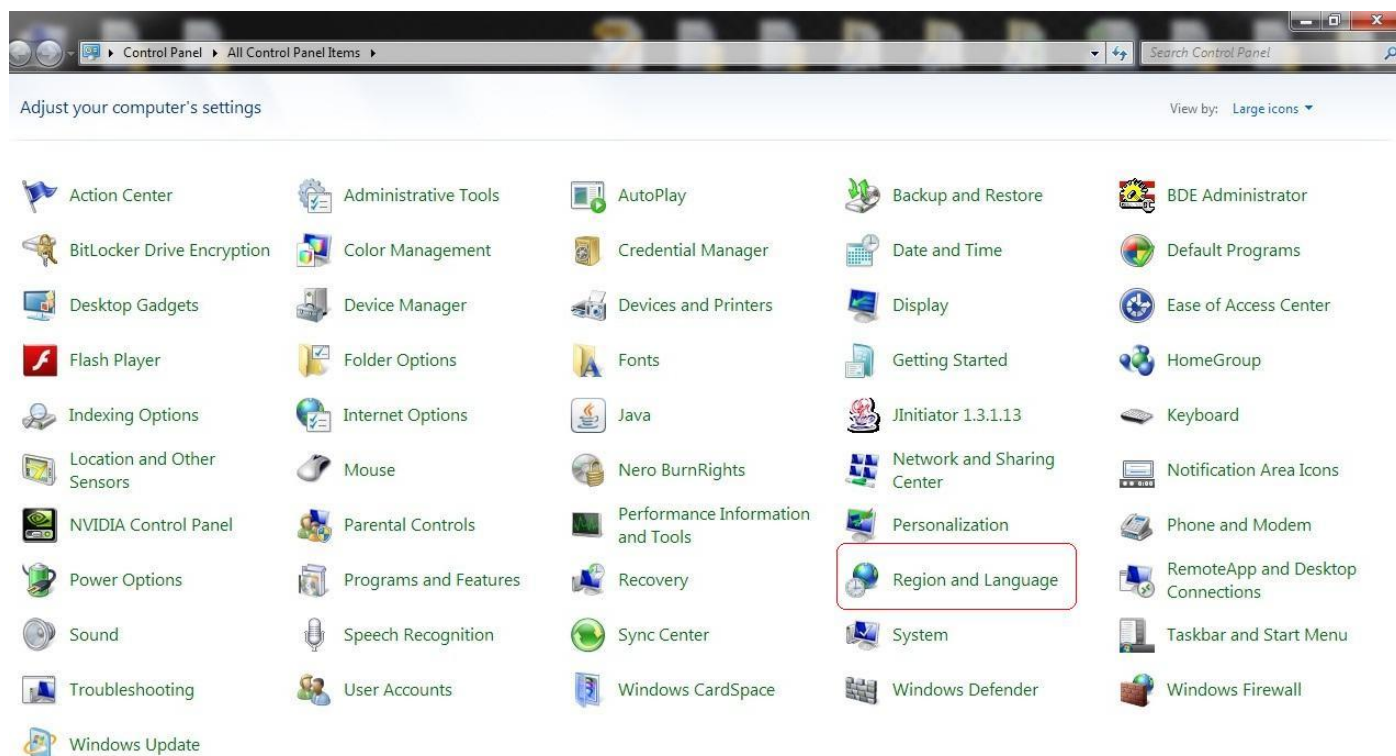 Control Panel All Control Panel Items
Search Control Panel
Adjust your computer's settings
View by: Large icons
Action Center
Administrative Tools
AutoPlay
Backup and Restore
BDE Administrator
BitLocker Drive Encryption
Color Management
Credential Manager
Date and Time
Default Programs
Desktop Gadgets
Device Manager
Devices and Printers
Display
Ease of Access Center
Flash Player
Folder Options
Fonts
Getting Started
HomeGroup
Indexing Options
Internet Options
Java
JInitiator 1.3.1.13
Keyboard
Location and Other
Sensors
Mouse
Nero BurnRights
Network and Sharing
Center
Notification Area Icons
NVIDIA Control Panel
Parental Controls
Performance Information
and Tools
Personalization
Phone and Modem
Power Options
Programs and Features
Recovery
Region and Language
RemoteApp and Desktop
Connections
Sound
Speech Recognition
Sync Center
System
Taskbar and Start Menu
Troubleshooting
User Accounts
Windows CardSpace
Windows Defender
Windows Firewall
Windows Update